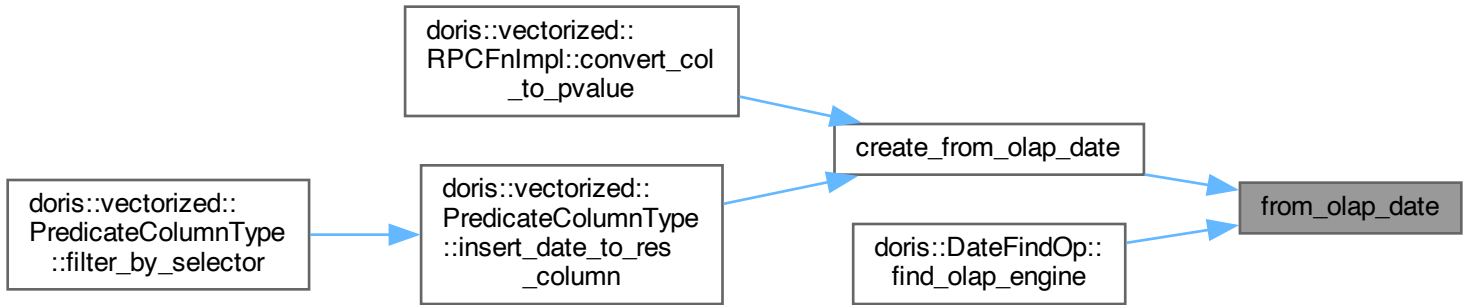 doris::vectorized::
RPCFnImpl::convert_col
_to_pvalue
create_from_olap_date
doris::vectorized::
PredicateColumnType
::filter_by_selector
doris::vectorized::
PredicateColumnType
::insert_date_to_res
_column
from_olap_date
doris::DateFindOp::
find_olap_engine